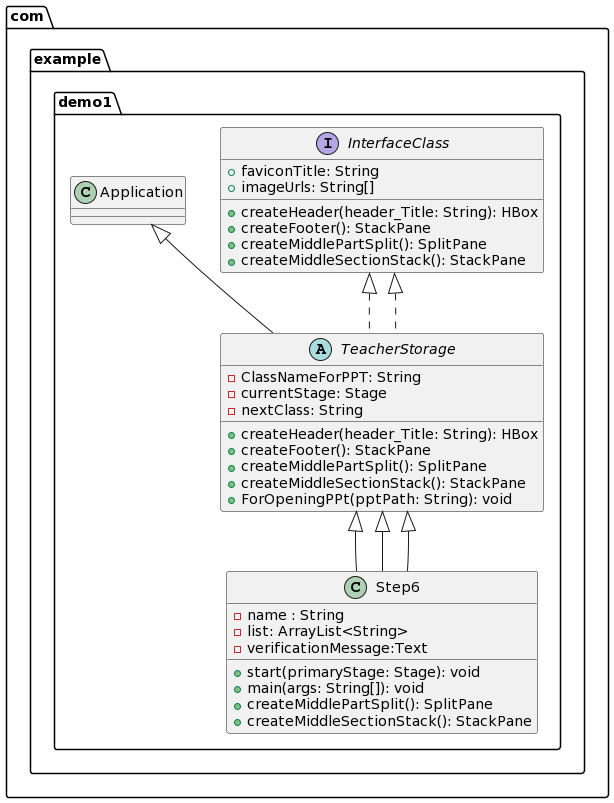 com
example
demo1
I InterfaceClass
faviconTitle: String
imageUrls: String[]
createHeader(header_Title: String): HBox
createFooter(): StackPane
createMiddlePartSplit(): SplitPane
createMiddleSectionStack(): StackPane
C Application
A TeacherStorage
ClassNameForPPT: String
currentStage: Stage
nextClass: String
createHeader(header_Title: String): HBox
createFooter(): StackPane
createMiddlePartSplit(): SplitPane
createMiddleSectionStack(): StackPane
ForOpeningPPt(pptPath: String): void
C Step6
name : String
list: ArrayList<String>
verificationMessage:Text
start(primaryStage: Stage): void
main(args: String[]): void
createMiddlePartSplit(): SplitPane
createMiddleSectionStack(): StackPane